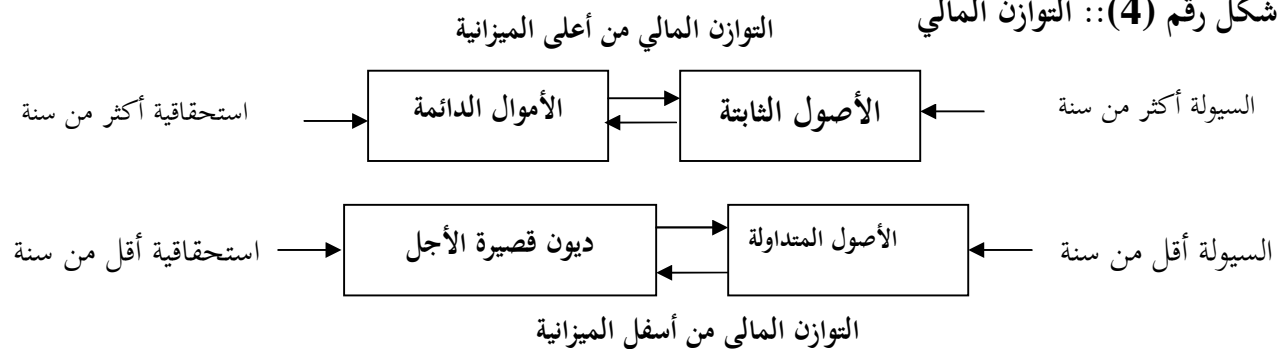 شكل رقم (4):: التوازن المالي
التوازن المالي من أعلى الميزانية
السيولة أكثر من سنة
الأصول الثابتة
الأموال الدائمة
استحقاقية أكثر من سنة
السيولة أقل من سنة
الأصول المتداولة
ديون قصيرة الأجل
استحقاقية أقل من سنة
التوازن المالي من أسفل الميزانية